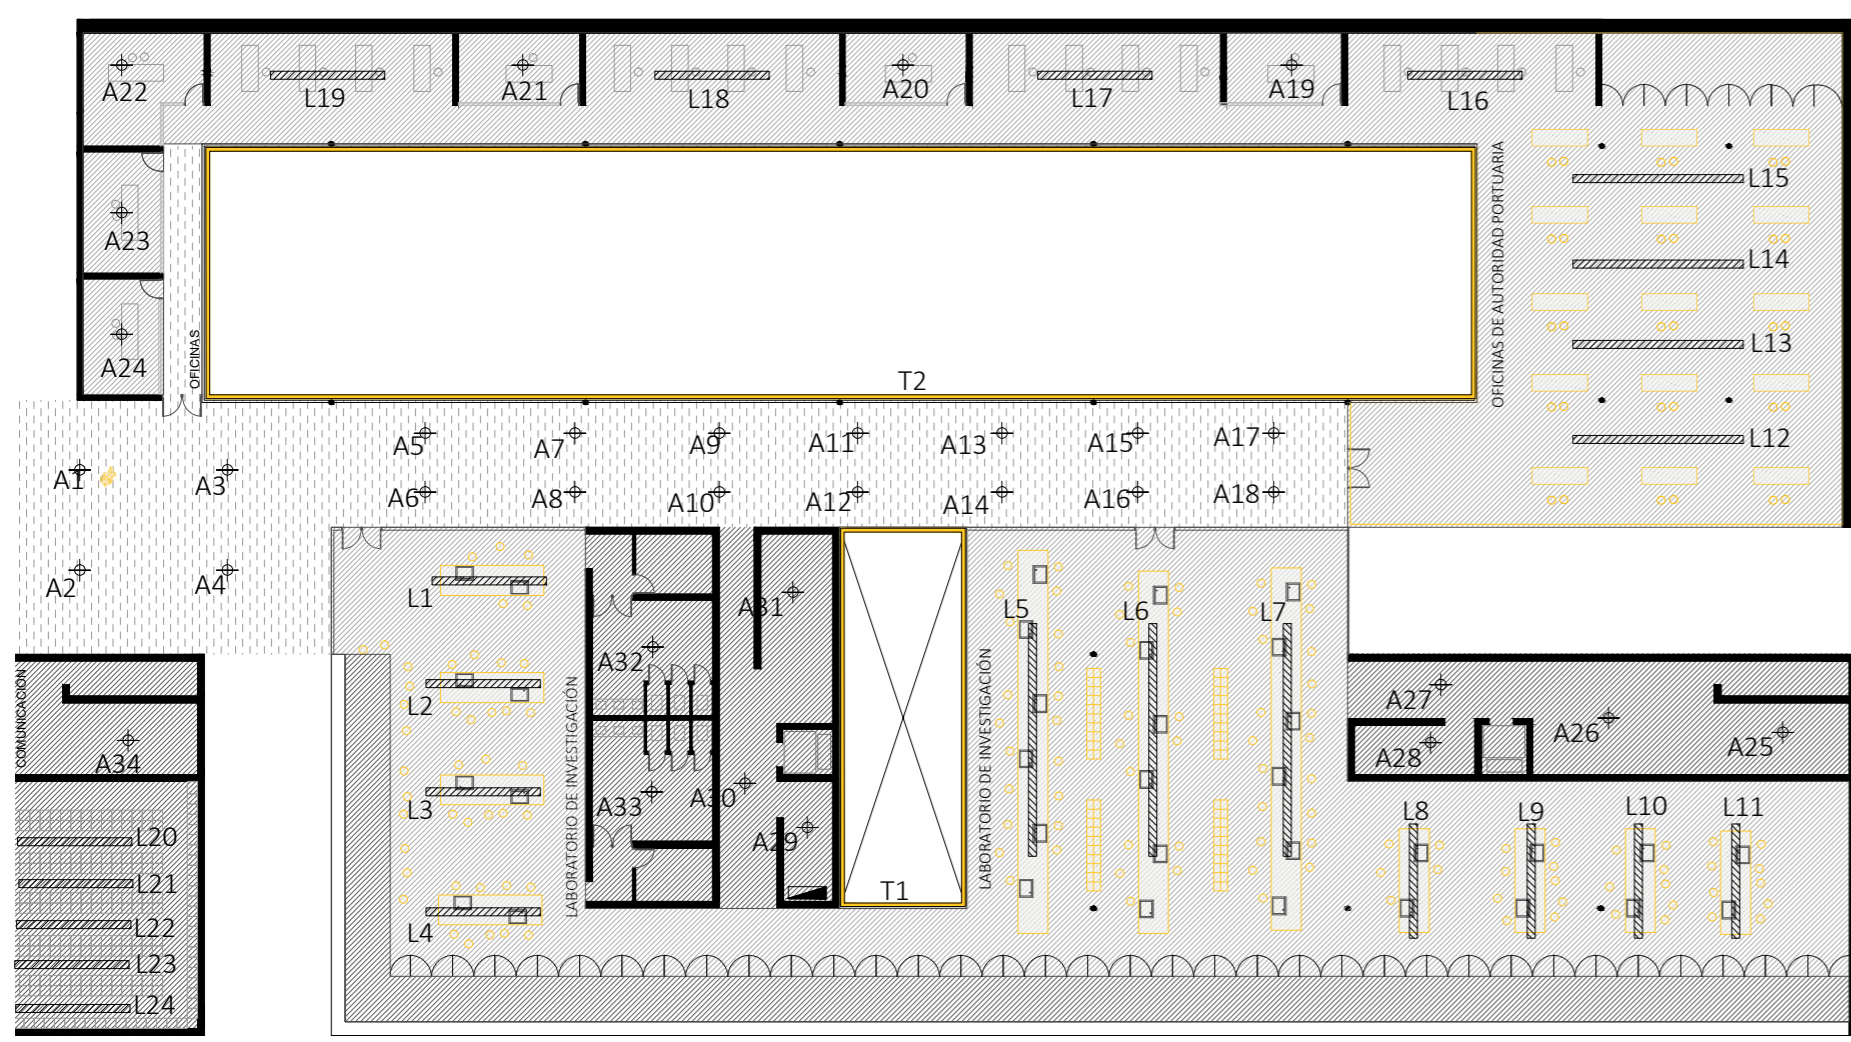 A22
L19
A21
L18
A20
L17
A19
L16
L15
A23
L14
OFICINAS DE AUTORIDAD PORTUARIA
L13
A24
OFICINAS
T2
L12
A5
A7
A9
A11
A13
A15
A17
A1
A3
A6
A8
A10
A12
A14
A16
A18
A2
A4
L1
A31
L5
L6
L7
A32
L2
LABORATORIO DE INVESTIGACIÓN
LABORATORIO DE INVESTIGACIÓN
COMUNICACIÓN
A34
A27
A28
A26
A25
L3
A33
A30
A29
L8
L9
L10
L11
L20
L21
L4
T1
L22
L23
L24